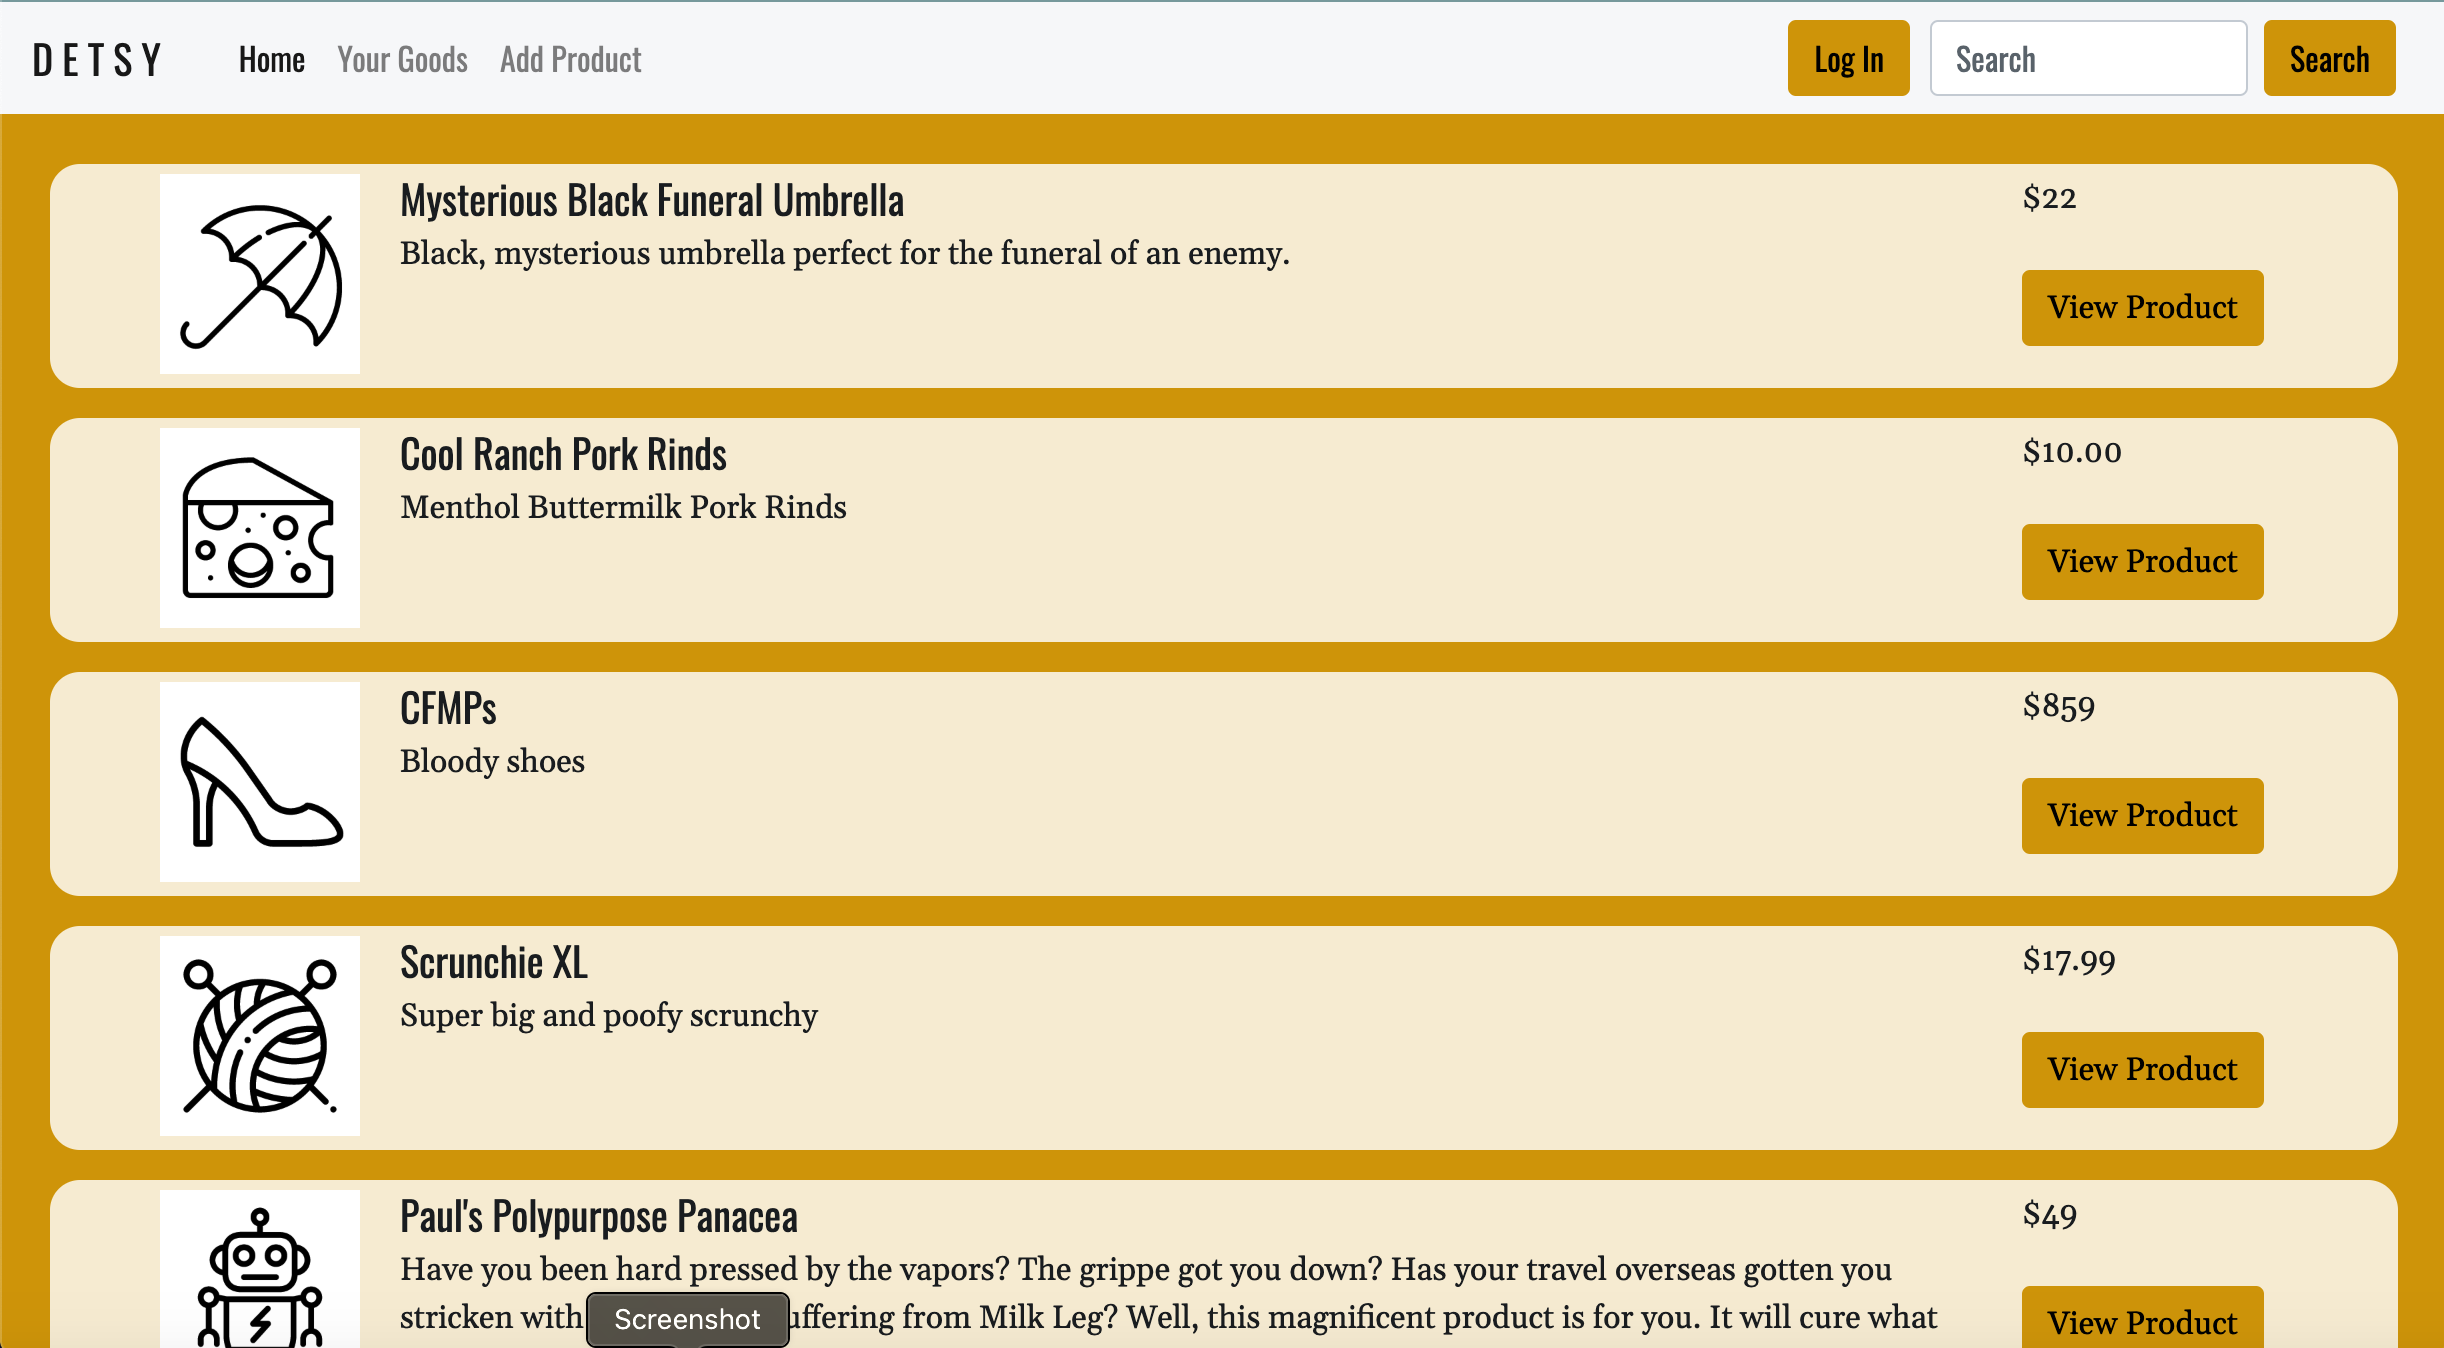 DETSY Home Your Goods Add Product Log In Search Search
Mysterious Black Funeral Umbrella $22
Black, mysterious umbrella perfect for the funeral of an enemy.
View Product
Cool Ranch Pork Rinds $10.00
Menthol Buttermilk Pork Rinds
View Product
CFMPs $859
Bloody shoes
View Product
Scrunchie XL $17.99
Super big and poofy scrunchy
View Product
Paul's Polypurpose Panacea $49
Have you been hard pressed by the vapors? The grippe got you down? Has your travel overseas gotten you
stricken with Screenshot uffering from Milk Leg? Well, this magnificent product is for you. It will cure what
View Product